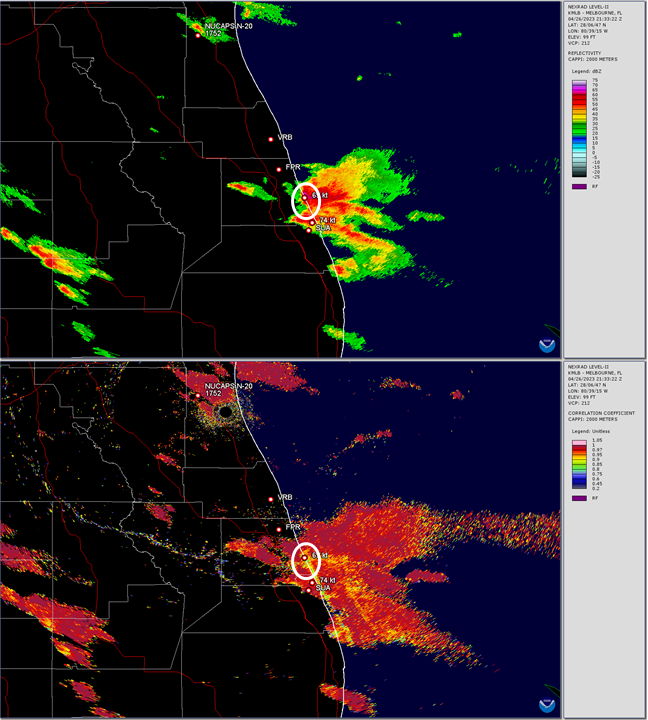 NUCAPS N-20
1752
VRB
FPR
kt
74 kt
SUA
NEXRAD LEVEL-II
KMLB - MELBOURNE, FL
04/26/2023 21:33:22 Z
LAT: 28/06/47 N
LON: 80/39/15 W
ELEV: 99 FT
VCP: 212
REFLECTIVITY
CAPPI: 2000 METERS
Legend: dBZ
75
70
65
60
55
50
45
40
35
30
25
20
15
10
5
0
-5
-10
-15
-20
-25
RF
NUCAPS N-20
1752
VRB
FPR
kt
74 kt
SUA
NEXRAD LEVEL-II
KMLB - MELBOURNE, FL
04/26/2023 21:33:22 Z
LAT: 28/06/47 N
LON: 80/39/15 W
ELEV: 99 FT
VCP: 212
CORRELATION COEFFICIENT
CAPPI: 2000 METERS
Legend: Unitless
1.05
1
0.97
0.95
0.9
0.85
0.8
0.75
0.6
0.45
0.2
RF